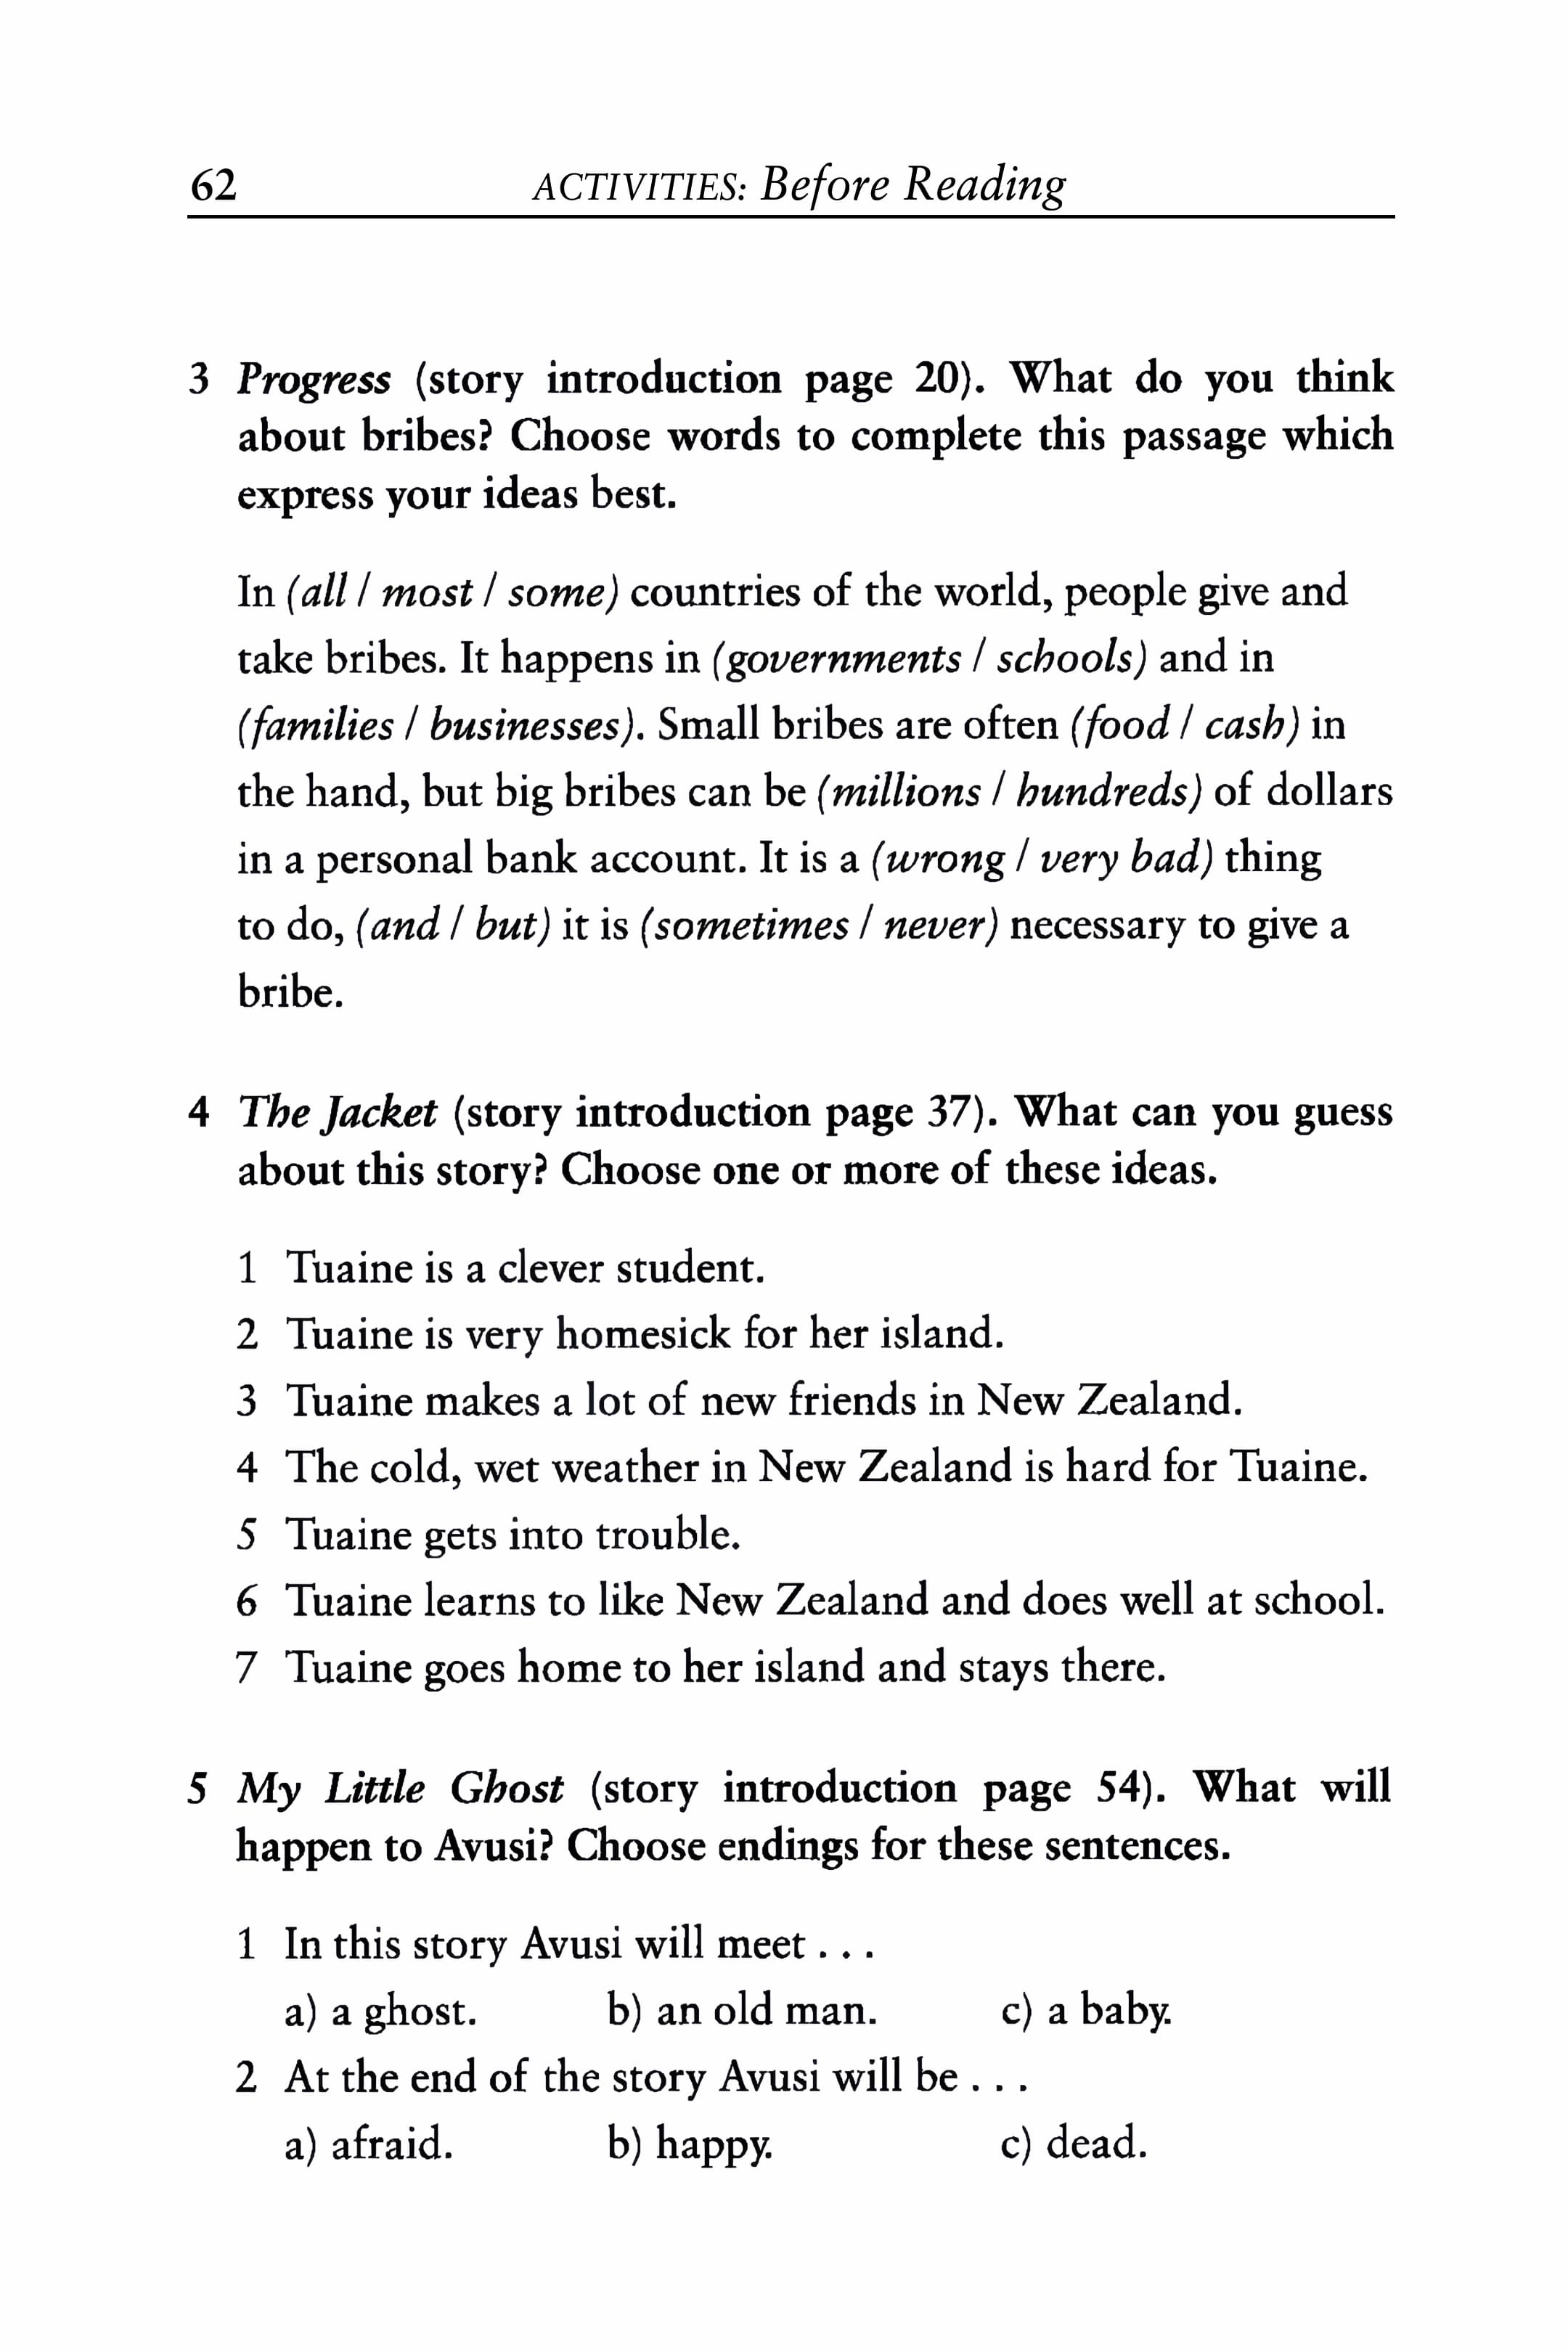 62 ACTIVITIES: Before Reading
3 Progress (story introduction page 20). What do you think
about bribes? Choose words to complete this passage which
express your ideas best.
In (all / most / some) countries of the world, people give and
take bribes. It happens in (governments / schools) and in
(families / businesses). Small bribes are often (food / cash) in
the hand, but big bribes can be (millions / hundreds) of dollars
in a personal bank account. It is a (wrong / very bad) thing
to do, (and / but) it is (sometimes / never) necessary to give a
bribe.
4 The Jacket (story introduction page 37). What can you guess
about this story? Choose one or more of these ideas.
1 Tuaine is a clever student.
2 Tuaine is very homesick for her island.
3 Tuaine makes a lot of new friends in New Zealand.
4 The cold, wet weather in New Zealand is hard for Tuaine.
5 Tuaine gets into trouble.
6 Tuaine learns to like New Zealand and does well at school.
7 Tuaine goes home to her island and stays there.
5 My Little Ghost (story introduction page 54). What will
happen to Avusi? Choose endings for these sentences.
1 In this story Avusi will meet . . .
a) a ghost. b) an old man. c) a baby.
2 At the end of the story Avusi will be . . .
a) afraid. b) happy. c) dead.